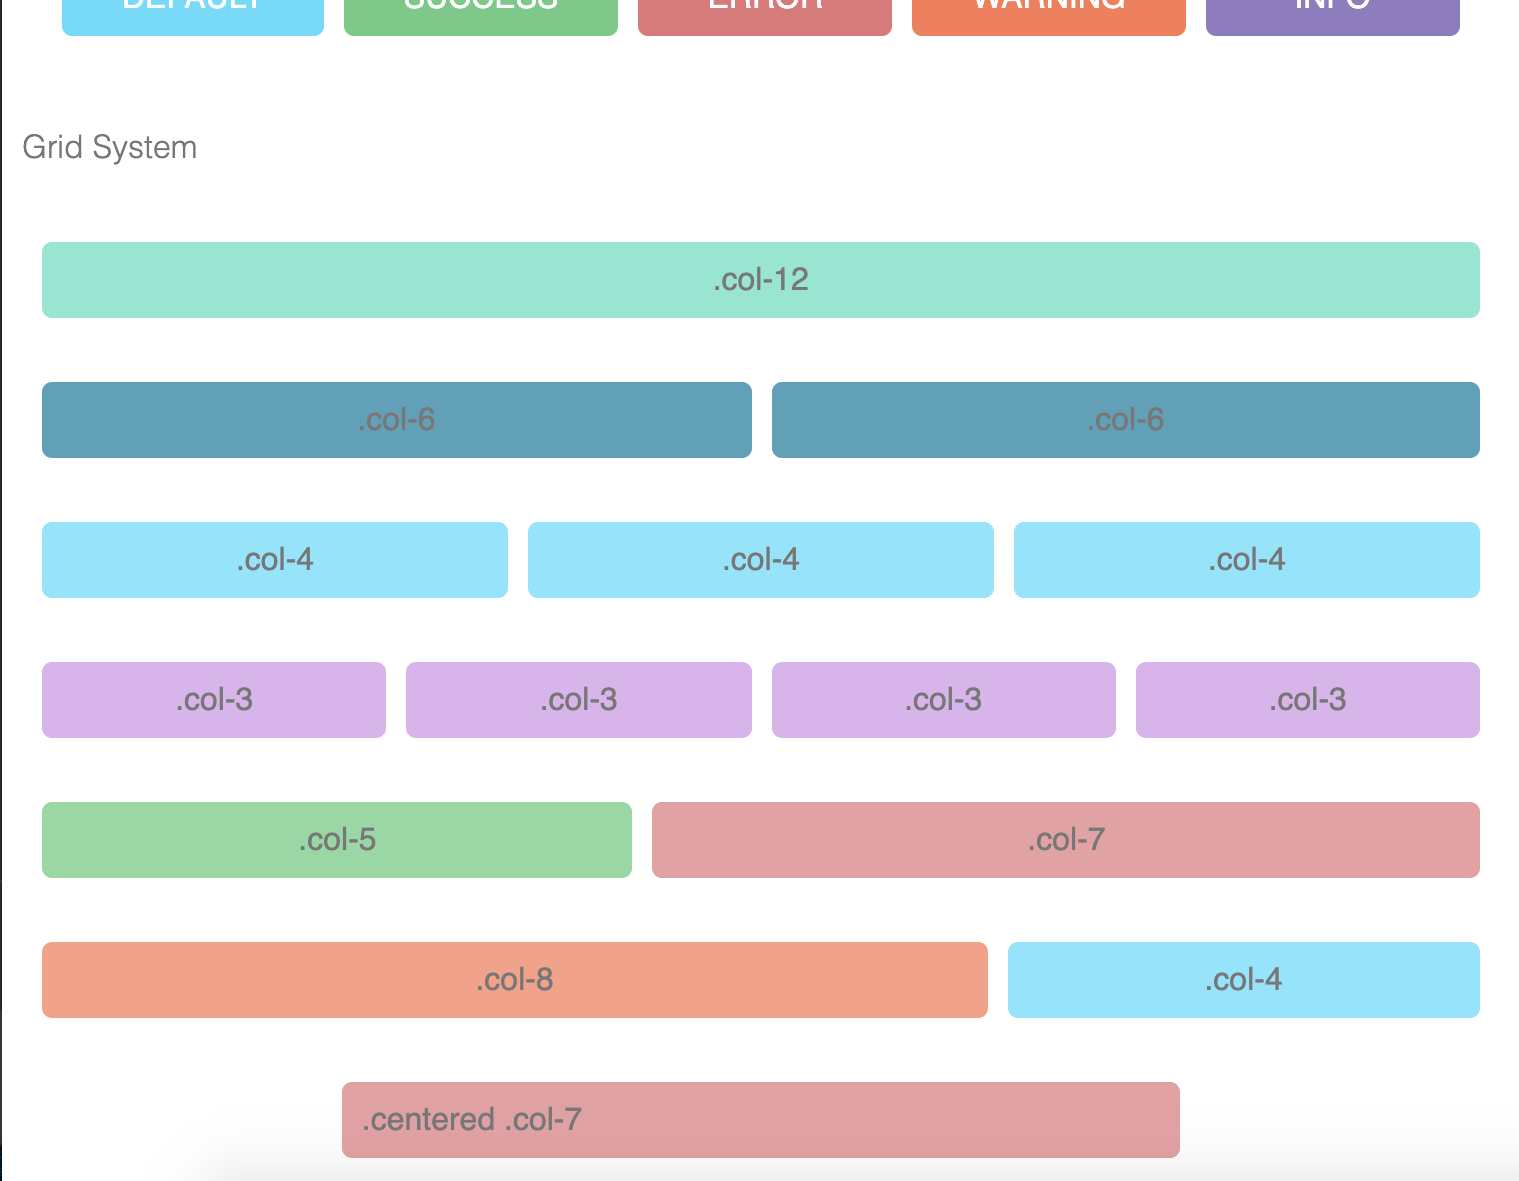 DEFAULT SUCCESS ERROR WARNING INFO
Grid System
.col-12
.col-6 .col-6
.col-4 .col-4 .col-4
.col-3 .col-3 .col-3 .col-3
.col-5 .col-7
.col-8 .col-4
.centered .col-7